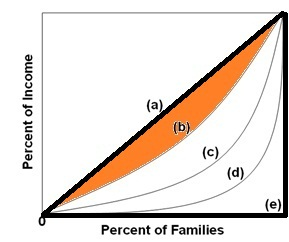 Percent of Income
(a)
(b)
(c)
(d)
(e)
0
Percent of Families